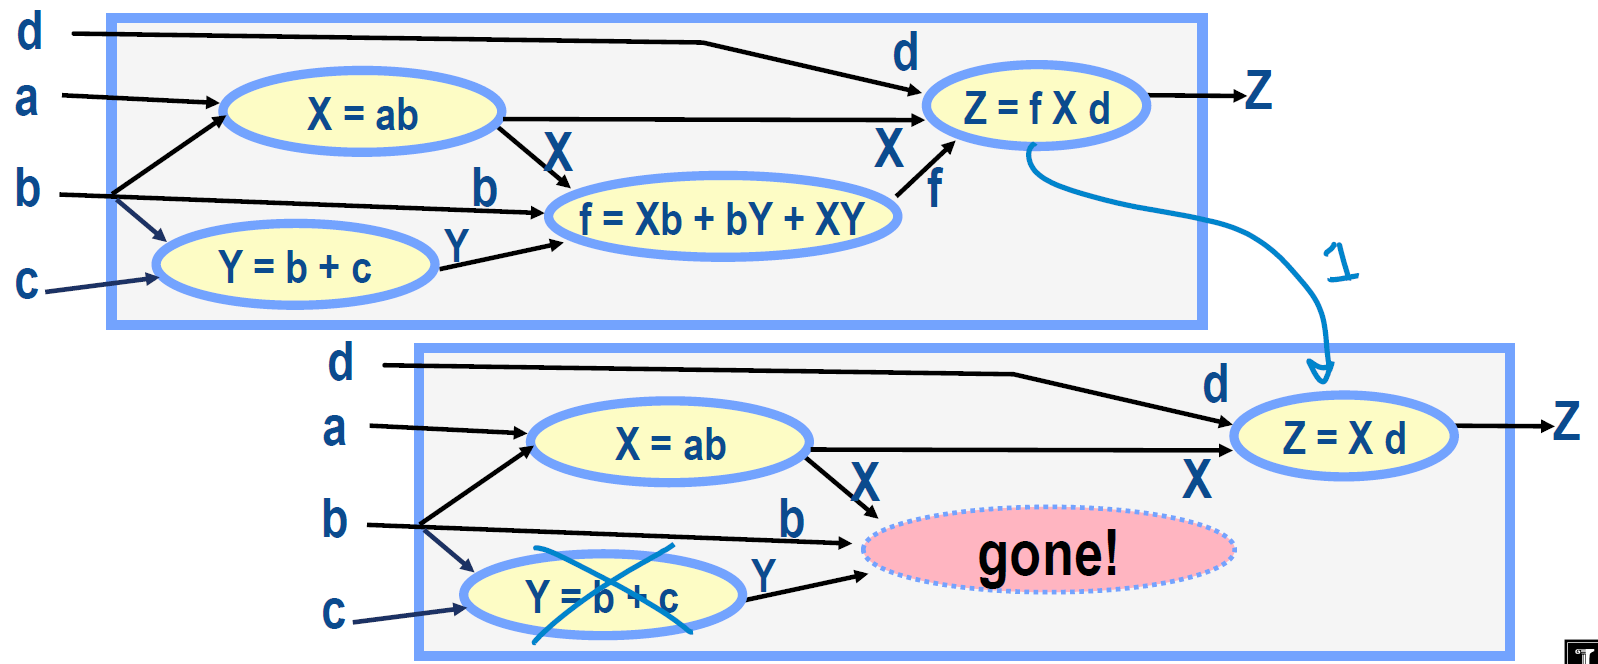 d
d
a
X = ab
Z = f X d
Z
X
X
b
b
f
f = Xb + bY + XY
Y
Y = b + c
c
1
d
d
a
X = ab
Z = X d
Z
X
X
b
b
gone!
Y
Y = b + c
c